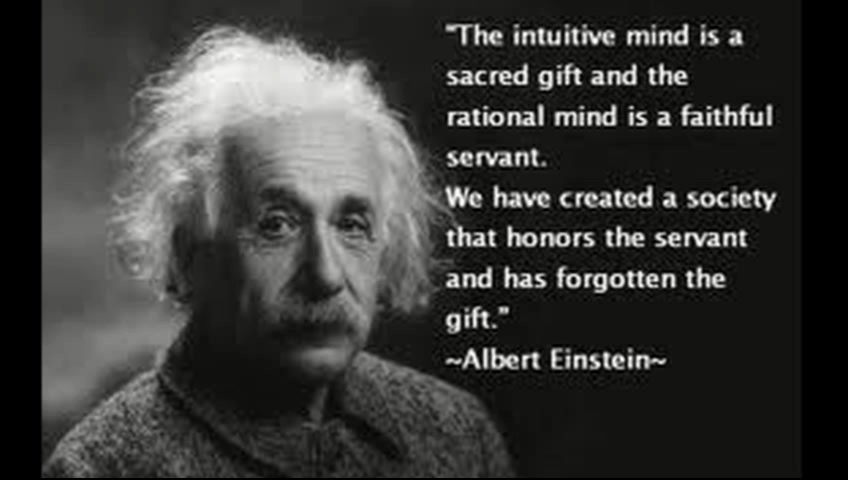 "The intuitive mind is a
sacred gift and the
rational mind is a faithful
servant.
We have created a society
that honors the servant
and has forgotten the
gift."
~Albert Einstein~